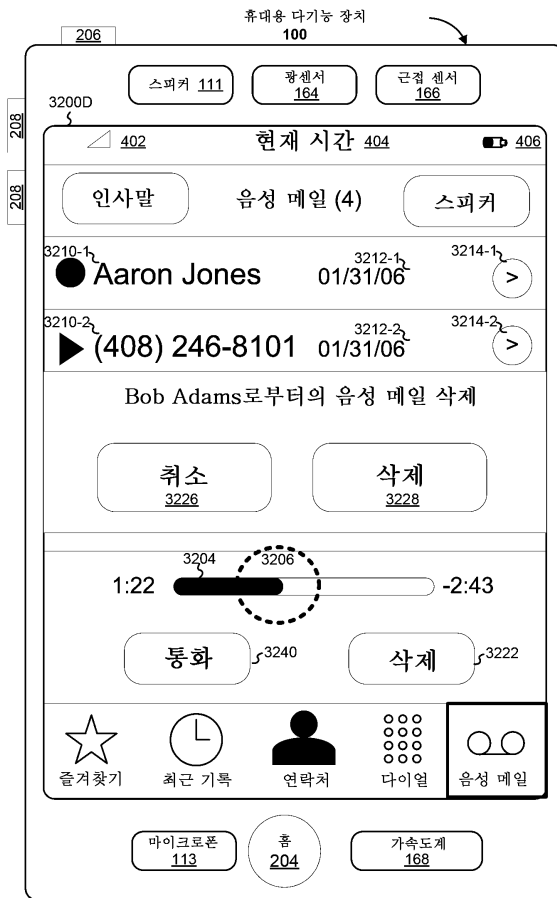 휴대용 다기능 장치
100
206
208
208
스피커 111
광센서
164
근접 센서
166
3200D
402
현재 시간 404
406
인사말
음성 메일 (4)
스피커
3210-1
3212-1
3214-1
Aaron Jones
01/31/06
>
3210-2
3212-2
3214-2
(408) 246-8101
01/31/06
>
Bob Adams로부터의 음성 메일 삭제
취소
3226
삭제
3228
3204
3206
1:22
-2:43
통화
3240
삭제
3222
즐겨찾기
최근 기록
연락처
다이얼
음성 메일
마이크로폰
113
홈
204
가속도계
168